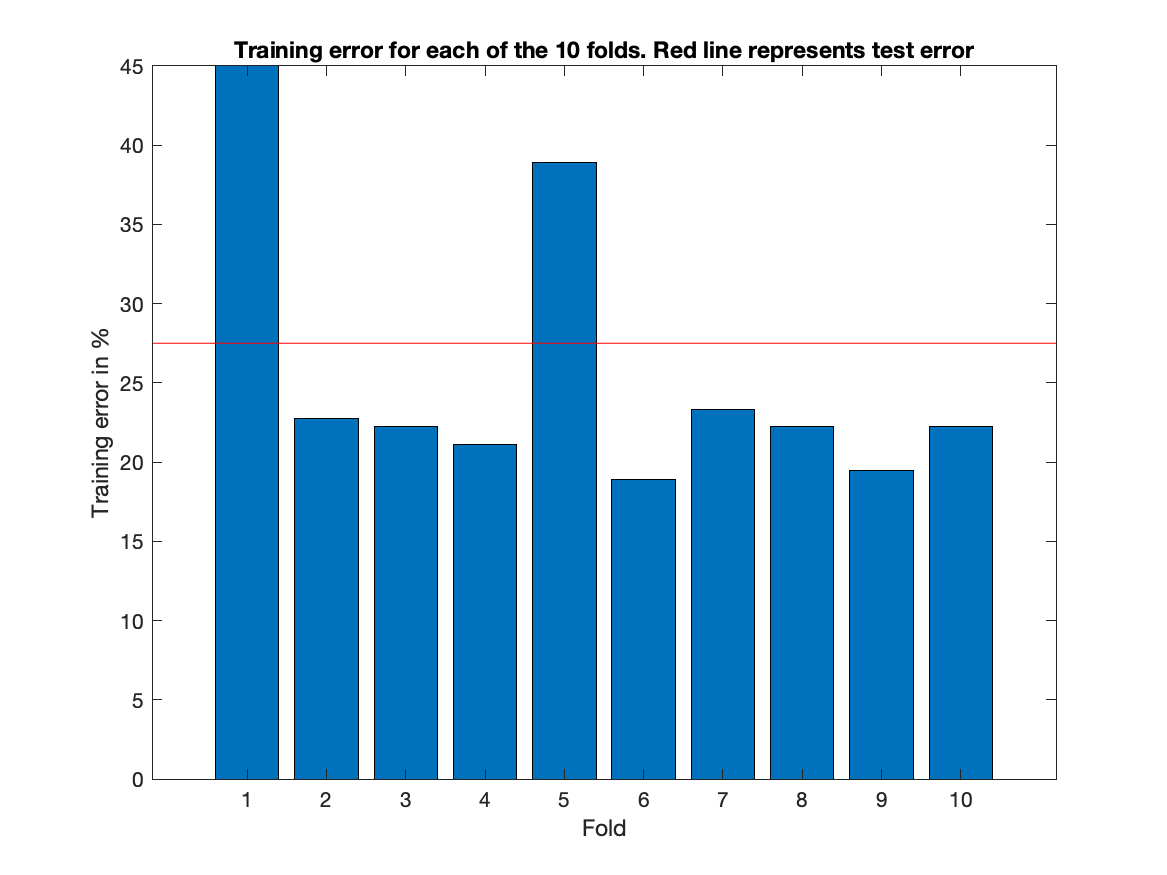 Training error for each of the 10 folds. Red line represents test error
45
40
35
30
25
20
15
10
5
0
Training error in %
1 2 3 4 5 6 7 8 9 10
Fold